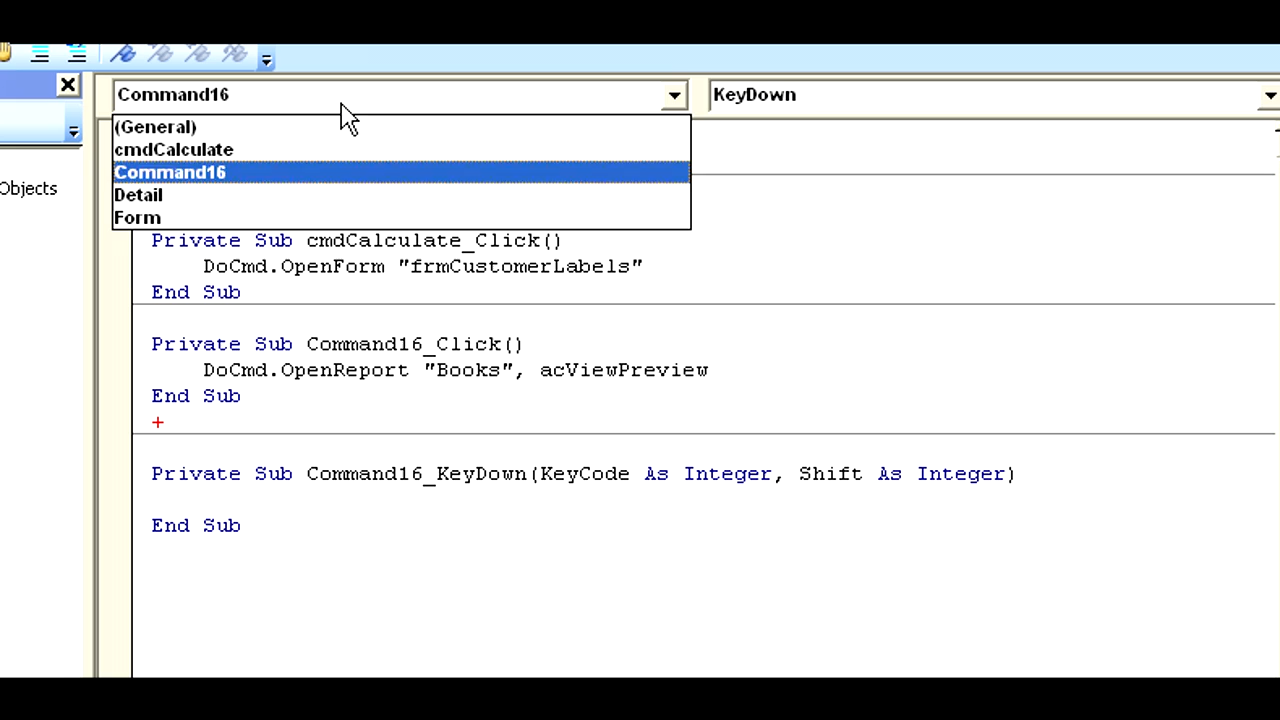 Command16 KeyDown
(General)
cmdCalculate
Command16
Detail
Form
Objects
Private Sub cmdCalculate_Click()
DoCmd.OpenForm "frmCustomerLabels"
End Sub
Private Sub Command16_Click()
DoCmd.OpenReport "Books", acViewPreview
End Sub
+
Private Sub Command16_KeyDown(KeyCode As Integer, Shift As Integer)
End Sub